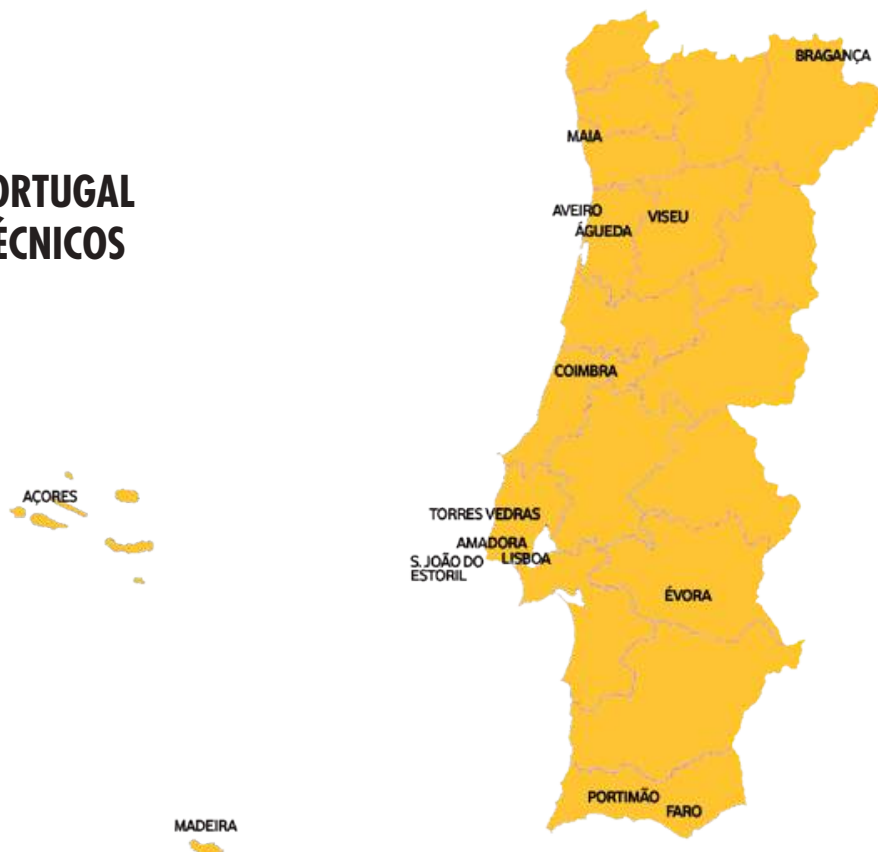 ORTUGAL
ÉCNICOS
BRAGANÇA
MAIA
AVEIRO
VISEU
ÁGUEDA
COIMBRA
AÇORES
TORRES VEDRAS
AMADORA
LISBOA
S. JOÃO DO
ESTORIL
ÉVORA
PORTIMÃO
FARO
MADEIRA